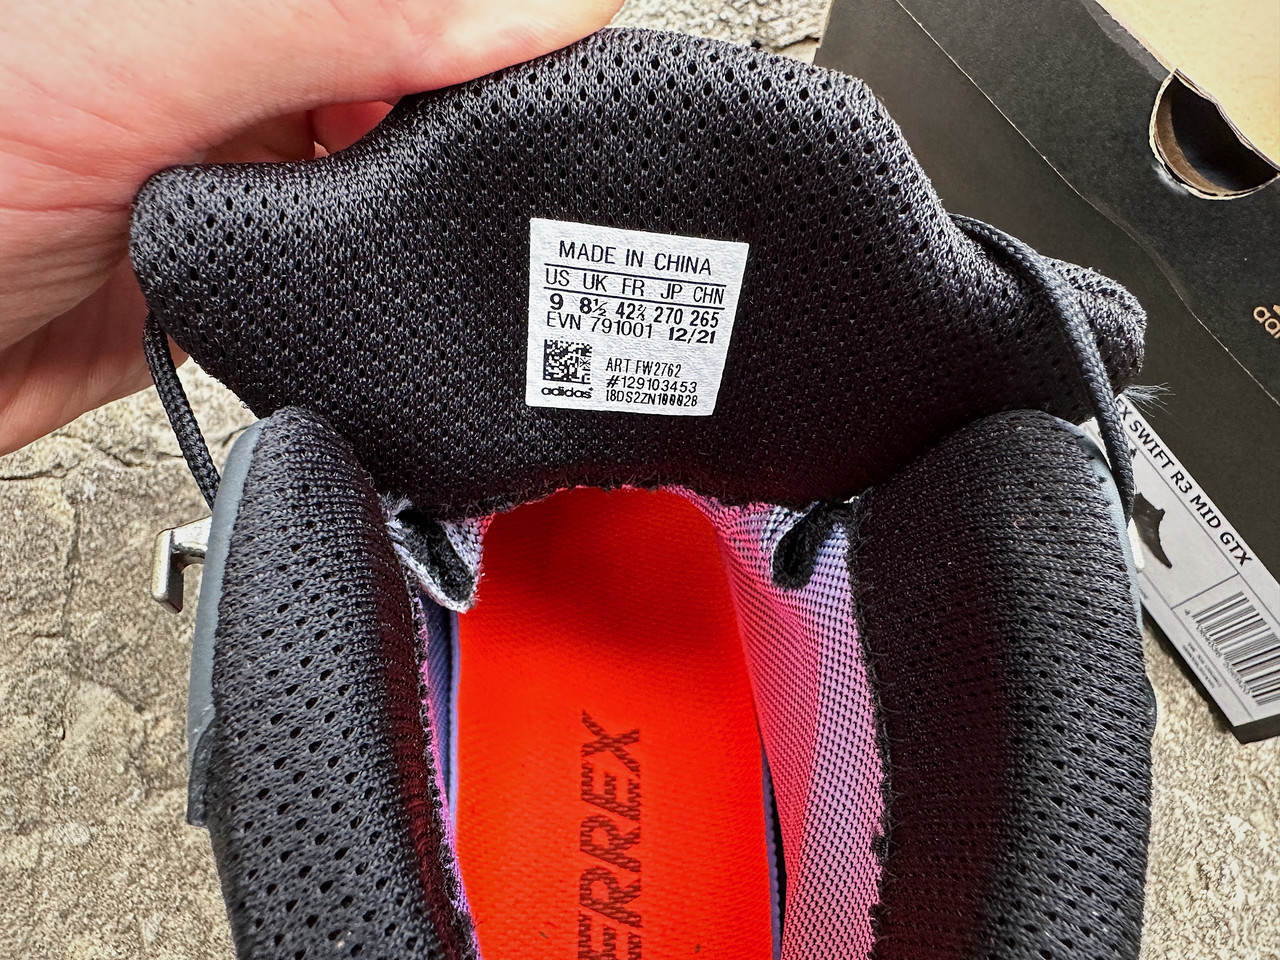 MADE IN CHINA
US UK FR JP CHN
9 8½ 42⅔ 270 265
EVN 791001 12/21
ART FW2762
#129103453
adidas
ERREX
EX SWIFT R3 MID GTX